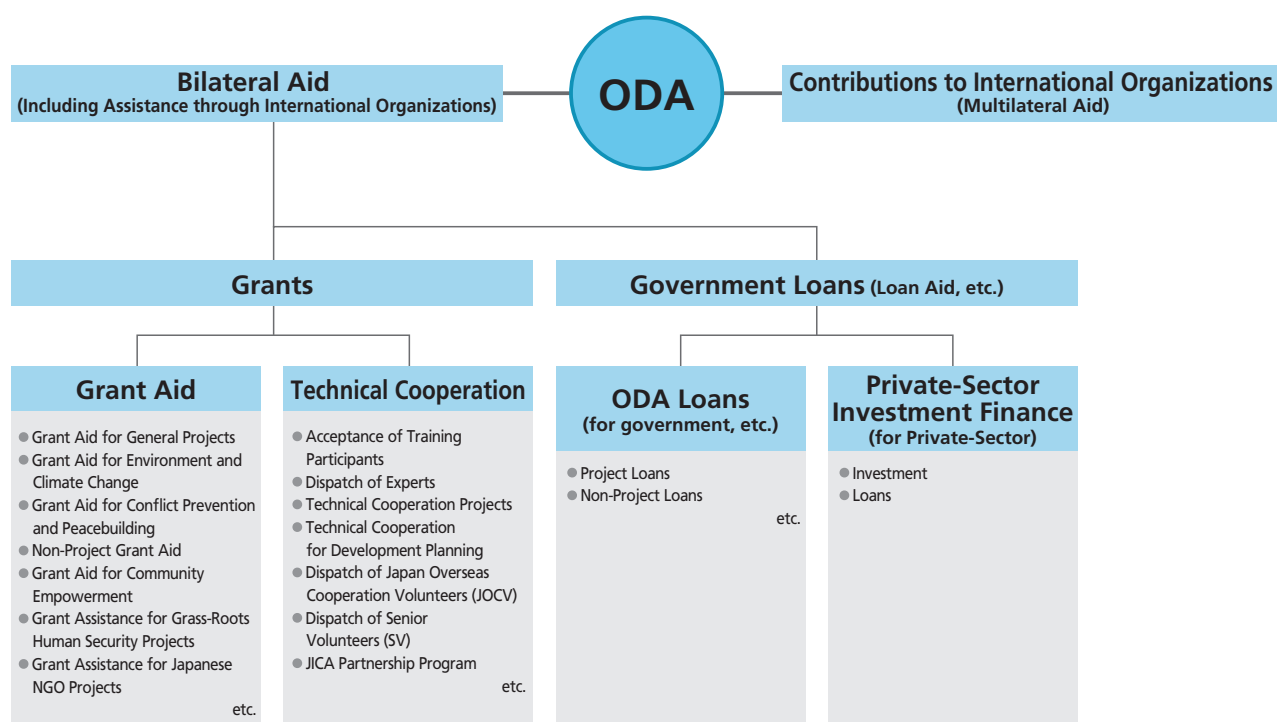 Bilateral Aid
(Including Assistance through International Organizations)
ODA
Contributions to International Organizations
(Multilateral Aid)
Grants
Government Loans (Loan Aid, etc.)
Grant Aid
● Grant Aid for General Projects
● Grant Aid for Environment and
Climate Change
● Grant Aid for Conflict Prevention
and Peacebuilding
● Non-Project Grant Aid
● Grant Aid for Community
Empowerment
● Grant Assistance for Grass-Roots
Human Security Projects
● Grant Assistance for Japanese
NGO Projects
etc.
Technical Cooperation
● Acceptance of Training
Participants
● Dispatch of Experts
● Technical Cooperation Projects
● Technical Cooperation
for Development Planning
● Dispatch of Japan Overseas
Cooperation Volunteers (JOCV)
● Dispatch of Senior
Volunteers (SV)
● JICA Partnership Program
etc.
ODA Loans
(for government, etc.)
● Project Loans
● Non-Project Loans
etc.
Private-Sector
Investment Finance
(for Private-Sector)
● Investment
● Loans